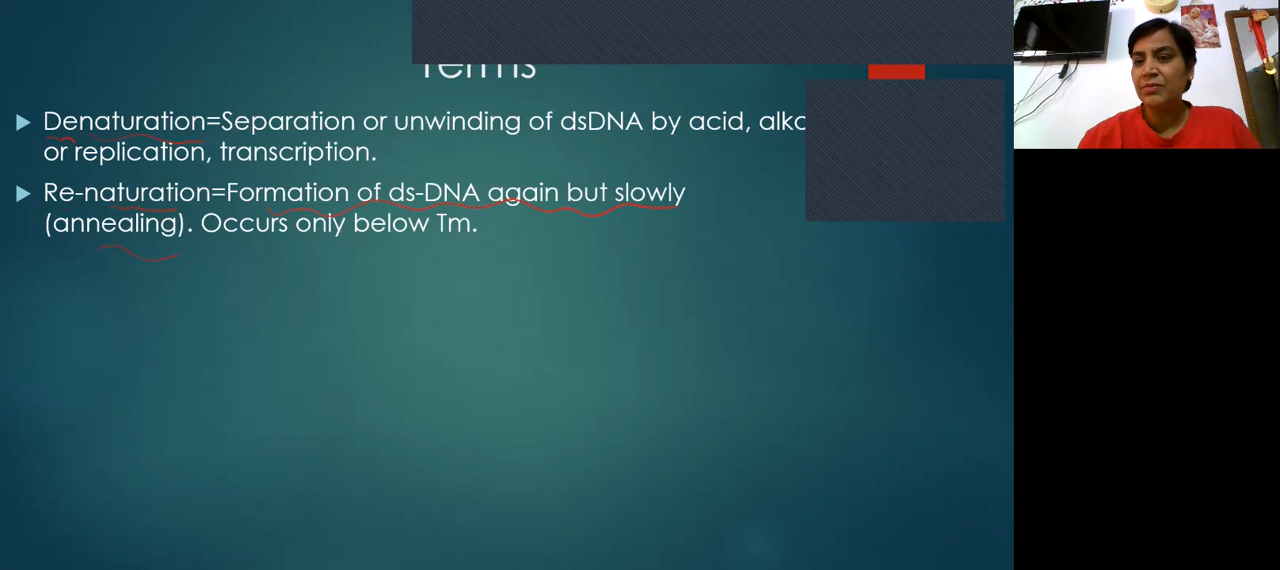 Terms
Denaturation=Separation or unwinding of dsDNA by acid,
or replication, transcription.
Re-naturation=Formation of ds-DNA again but slowly
(annealing). Occurs only below Tm.